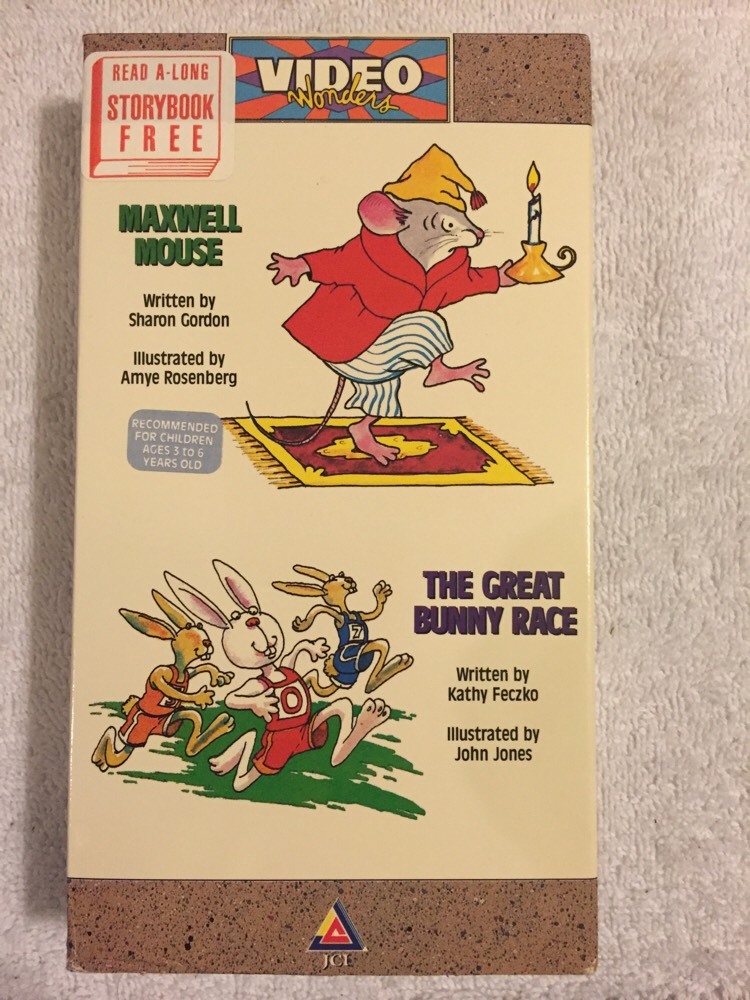 READ A-LONG
STORYBOOK
FREE
VIDEO
Wonders
MAXWELL
MOUSE
Written by
Sharon Gordon
Illustrated by
Amye Rosenberg
RECOMMENDED
FOR CHILDREN
AGES 3 to 6
YEARS OLD
7
0
THE GREAT
BUNNY RACE
Written by
Kathy Feczko
Illustrated by
John Jones
JCI